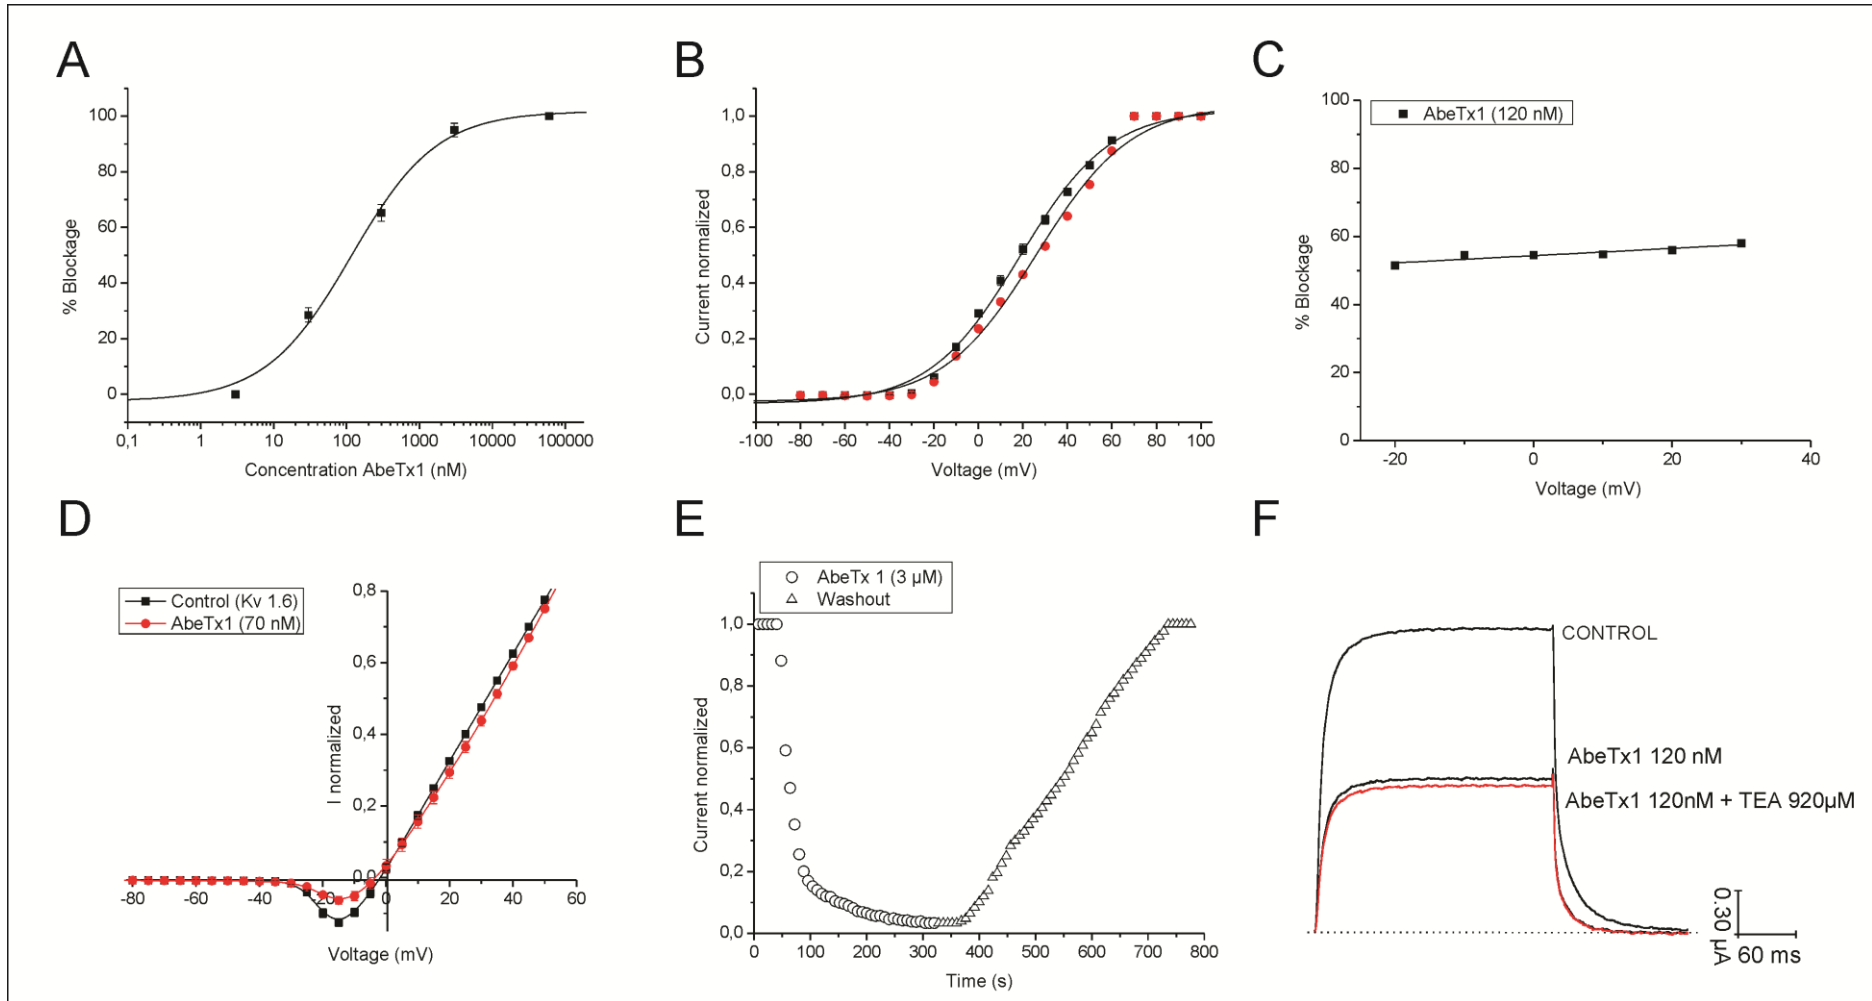 A
100
80
60
40
20
0
% Blockage
0,1 1 10 100 1000 10000 100000
Concentration AbeTx1 (nM)
B
1,0
0,8
0,6
0,4
0,2
0,0
Current normalized
-100 -80 -60 -40 -20 0 20 40 60 80 100
Voltage (mV)
C
AbeTx1 (120 nM)
100
80
60
40
20
0
% Blockage
-20 0 20 40
Voltage (mV)
D
Control (Kv 1.6)
AbeTx1 (70 nM)
0,8
0,6
0,4
0,2
0,0
I normalized
-80 -60 -40 -20 0 20 40 60
Voltage (mV)
E
AbeTx 1 (3 µM)
Washout
1,0
0,8
0,6
0,4
0,2
0,0
Current normalized
0 100 200 300 400 500 600 700 800
Time (s)
F
CONTROL
AbeTx1 120 nM
AbeTx1 120nM + TEA 920µM
0.30 µA
60 ms